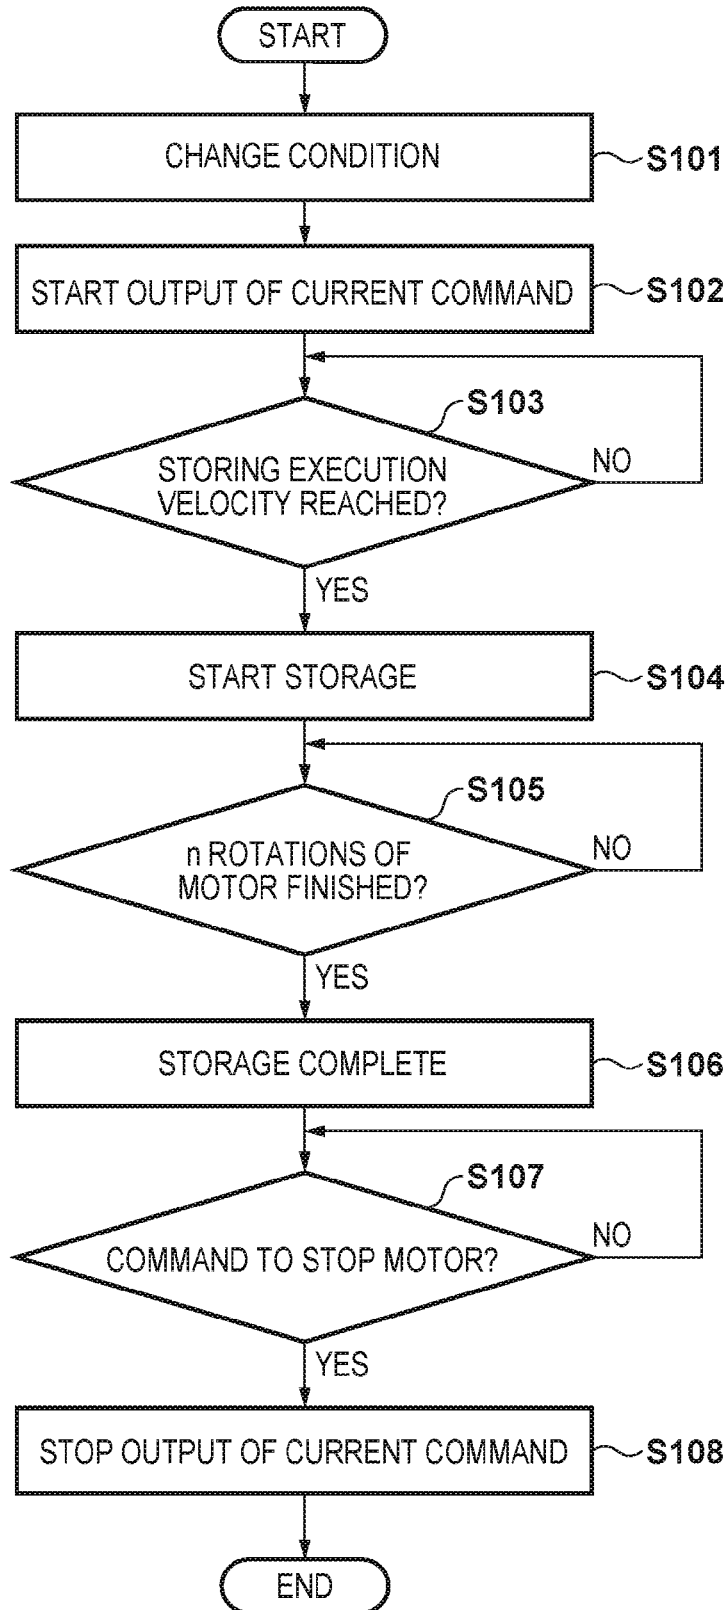 START
CHANGE CONDITION
S101
START OUTPUT OF CURRENT COMMAND
S102
S103
STORING EXECUTION
VELOCITY REACHED?
NO
YES
START STORAGE
S104
S105
n ROTATIONS OF
MOTOR FINISHED?
NO
YES
STORAGE COMPLETE
S106
S107
COMMAND TO STOP MOTOR?
NO
YES
STOP OUTPUT OF CURRENT COMMAND
S108
END